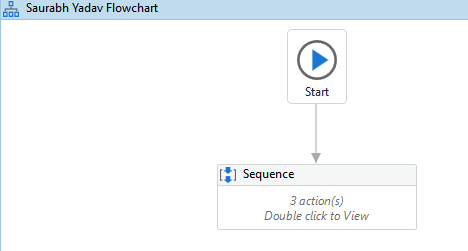 Saurabh Yadav Flowchart
Start
Sequence
3 action(s)
Double click to View